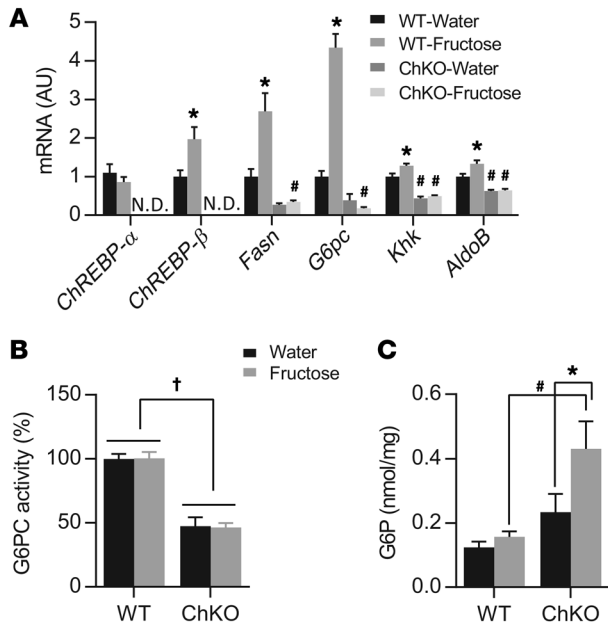 A
mRNA (AU)
5
4
3
2
1
0
WT-Water
WT-Fructose
ChKO-Water
ChKO-Fructose
*
*
*
*
*
N.D.
N.D.
#
#
# #
# #
ChREBP-α
ChREBP-β
Fasn
G6pc
Khk
AldoB
B
Water
Fructose
G6PC activity (%)
150
100
50
0
†
WT
ChKO
C
G6P (nmol/mg)
0.6
0.4
0.2
0.0
#
*
WT
ChKO